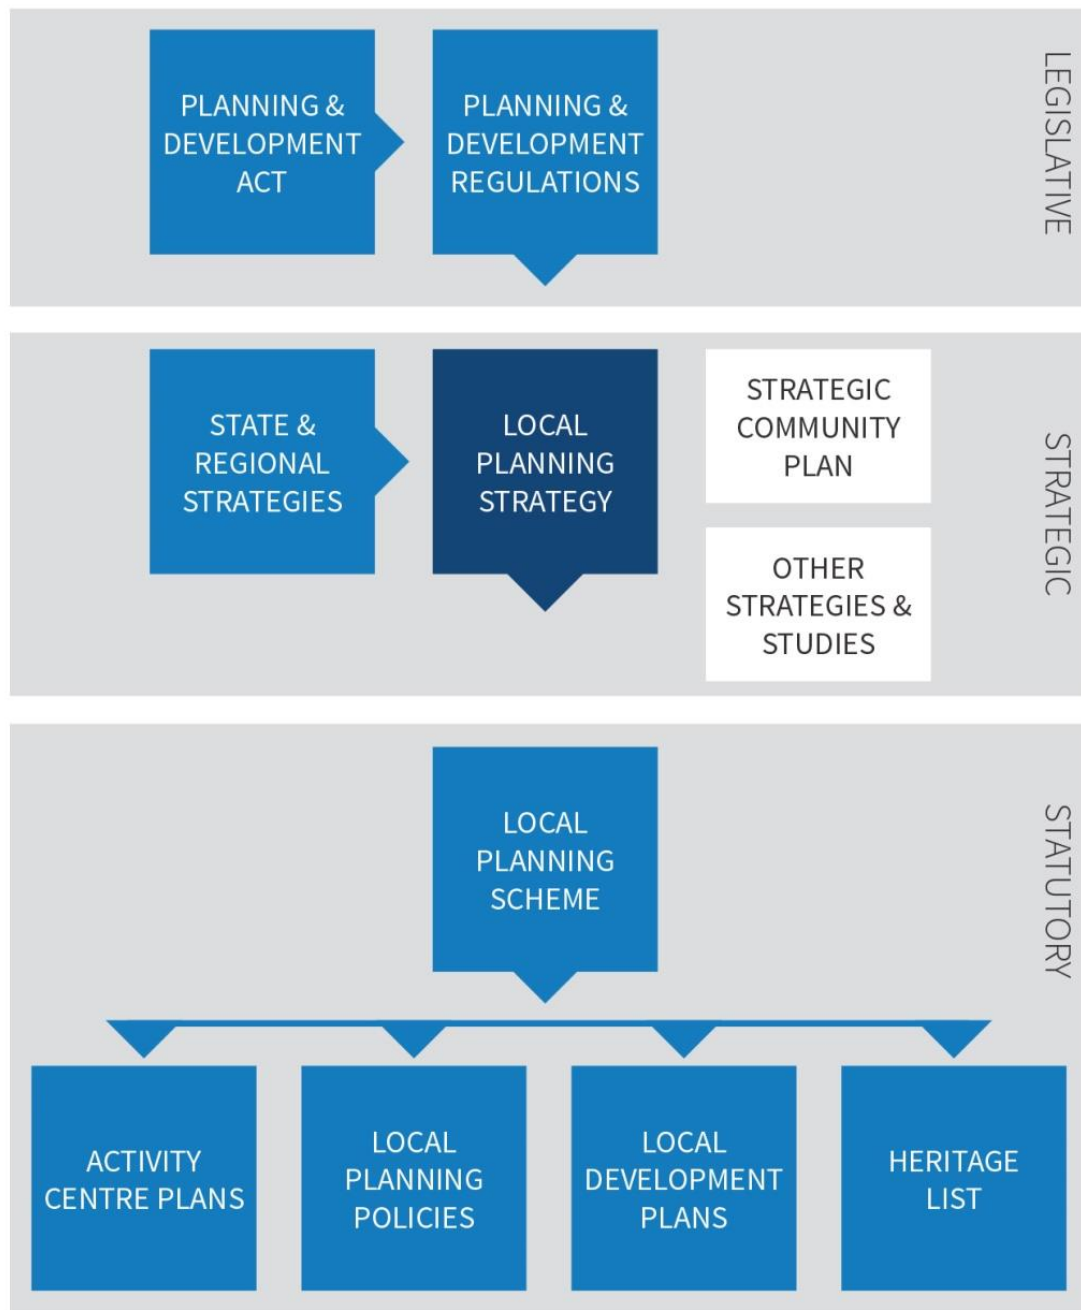 PLANNING &
DEVELOPMENT
ACT
PLANNING &
DEVELOPMENT
REGULATIONS
LEGISLATIVE
STATE &
REGIONAL
STRATEGIES
LOCAL
PLANNING
STRATEGY
STRATEGIC
COMMUNITY
PLAN
OTHER
STRATEGIES &
STUDIES
STRATEGIC
LOCAL
PLANNING
SCHEME
STATUTORY
ACTIVITY
CENTRE PLANS
LOCAL
PLANNING
POLICIES
LOCAL
DEVELOPMENT
PLANS
HERITAGE
LIST